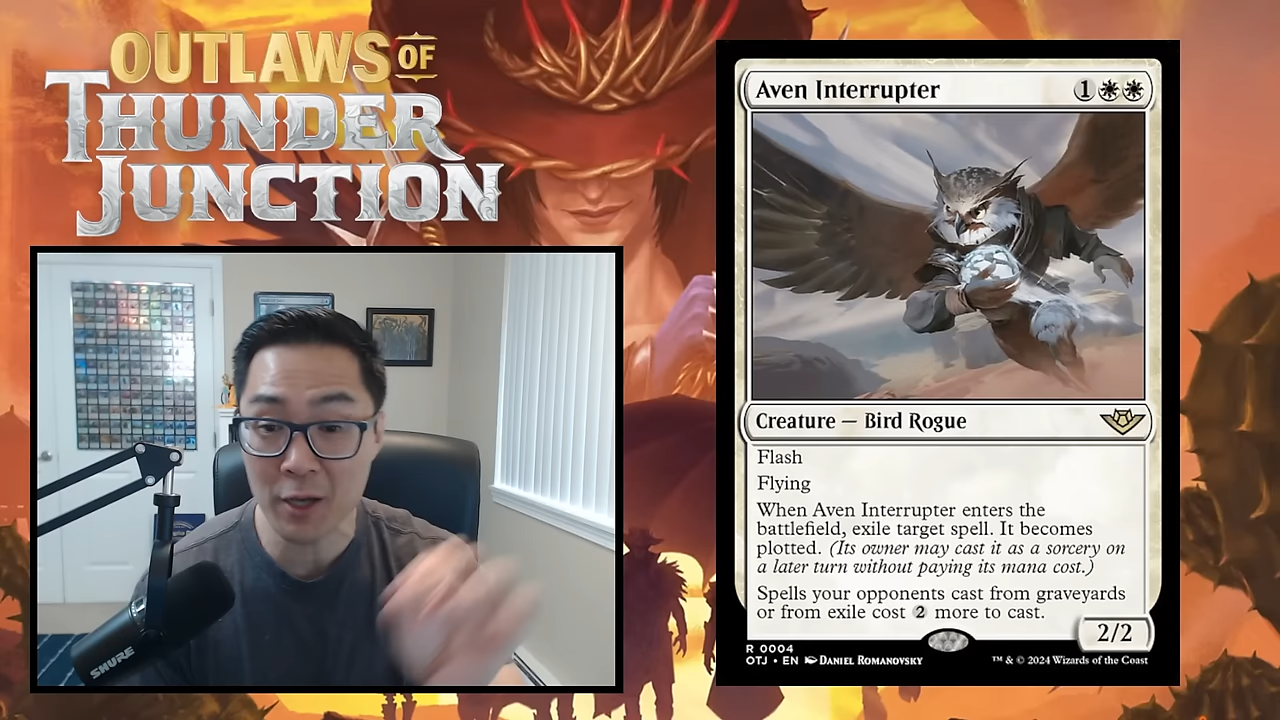 OUTLAWS OF
THUNDER
JUNCTION
SHURE
Aven Interrupter 1
Creature — Bird Rogue
Flash
Flying
When Aven Interrupter enters the
battlefield, exile target spell. It becomes
plotted. (Its owner may cast it as a sorcery on
a later turn without paying its mana cost.)
Spells your opponents cast from graveyards
or from exile cost 2 more to cast.
2/2
R 0004
OTJ • EN Daniel Romanovsky
™ & © 2024 Wizards of the Coast